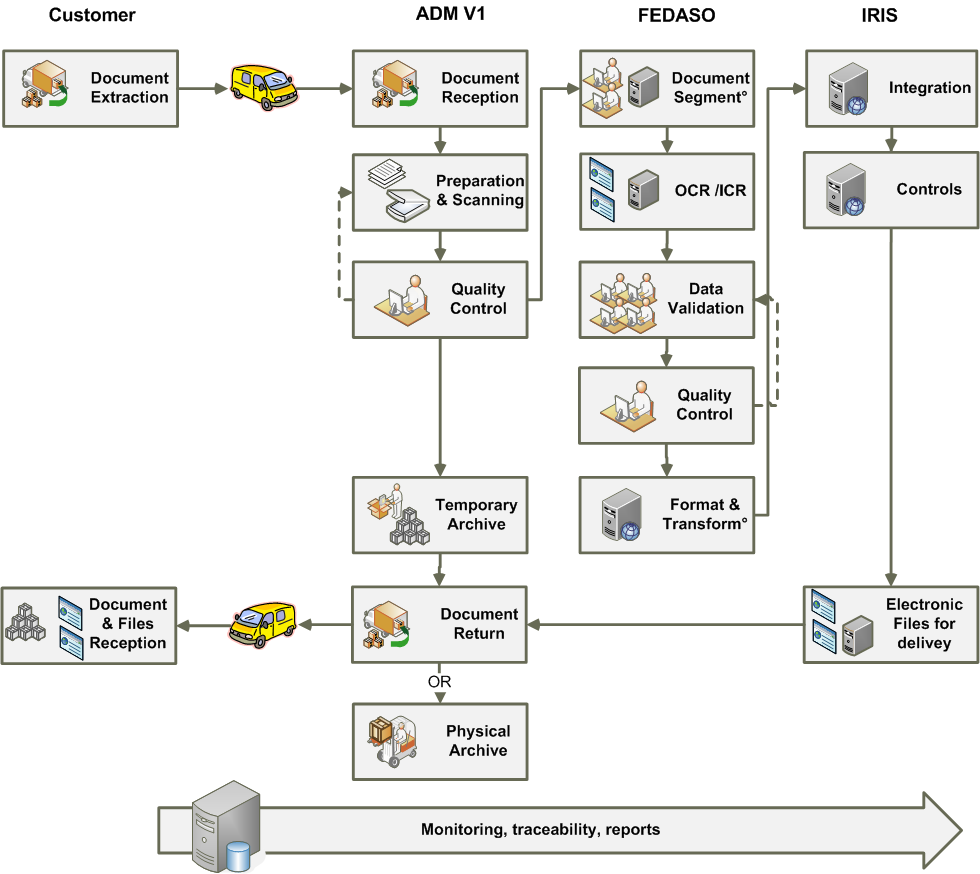 Customer
ADM V1
FEDASO
IRIS
Document
Extraction
Document
Reception
Document
Segment°
Integration
Preparation
& Scanning
OCR /ICR
Controls
Quality
Control
Data
Validation
Quality
Control
Temporary
Archive
Format &
Transform°
Document
& Files
Reception
Document
Return
Electronic
Files for
delivey
OR
Physical
Archive
Monitoring, traceability, reports